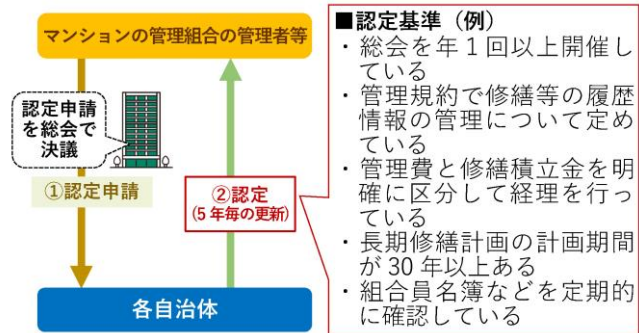 マンションの管理組合の管理者等
認定申請
を総会で
決議
①認定申請
②認定
(5年毎の更新)
各自治体
■認定基準（例）
・総会を年１回以上開催し
ている
・管理規約で修繕等の履歴
情報の管理について定め
ている
・管理費と修繕積立金を明
確に区分して経理を行っ
ている
・長期修繕計画の計画期間
が30年以上ある
・組合員名簿などを定期的
に確認している